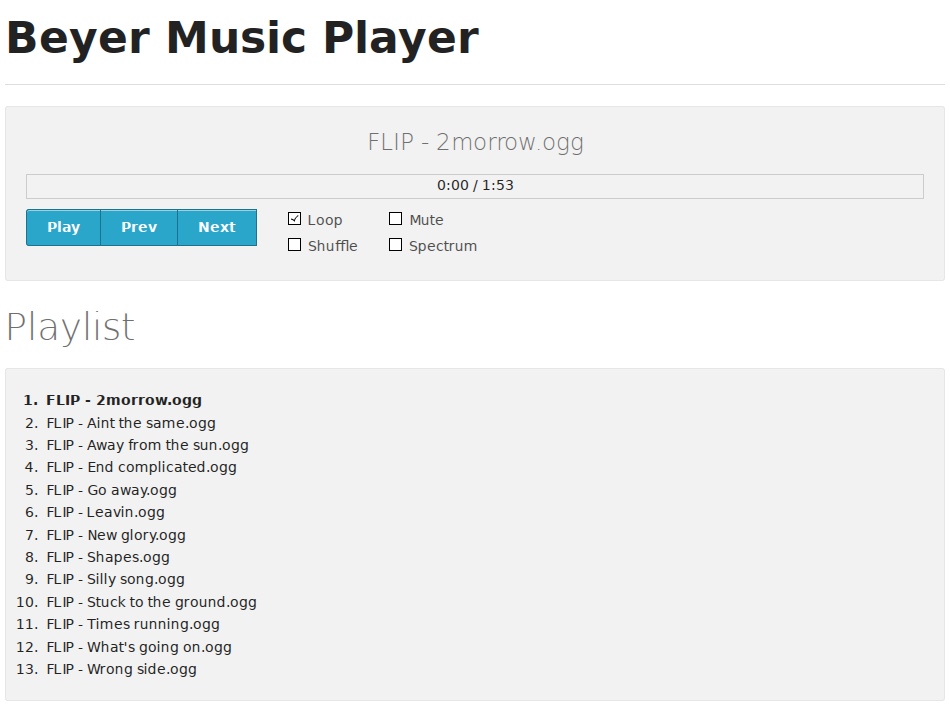 Beyer Music Player
FLIP - 2morrow.ogg
0:00 / 1:53
Play Prev Next Loop Mute
Shuffle Spectrum
Playlist
1. FLIP - 2morrow.ogg
2. FLIP - Aint the same.ogg
3. FLIP - Away from the sun.ogg
4. FLIP - End complicated.ogg
5. FLIP - Go away.ogg
6. FLIP - Leavin.ogg
7. FLIP - New glory.ogg
8. FLIP - Shapes.ogg
9. FLIP - Silly song.ogg
10. FLIP - Stuck to the ground.ogg
11. FLIP - Times running.ogg
12. FLIP - What's going on.ogg
13. FLIP - Wrong side.ogg